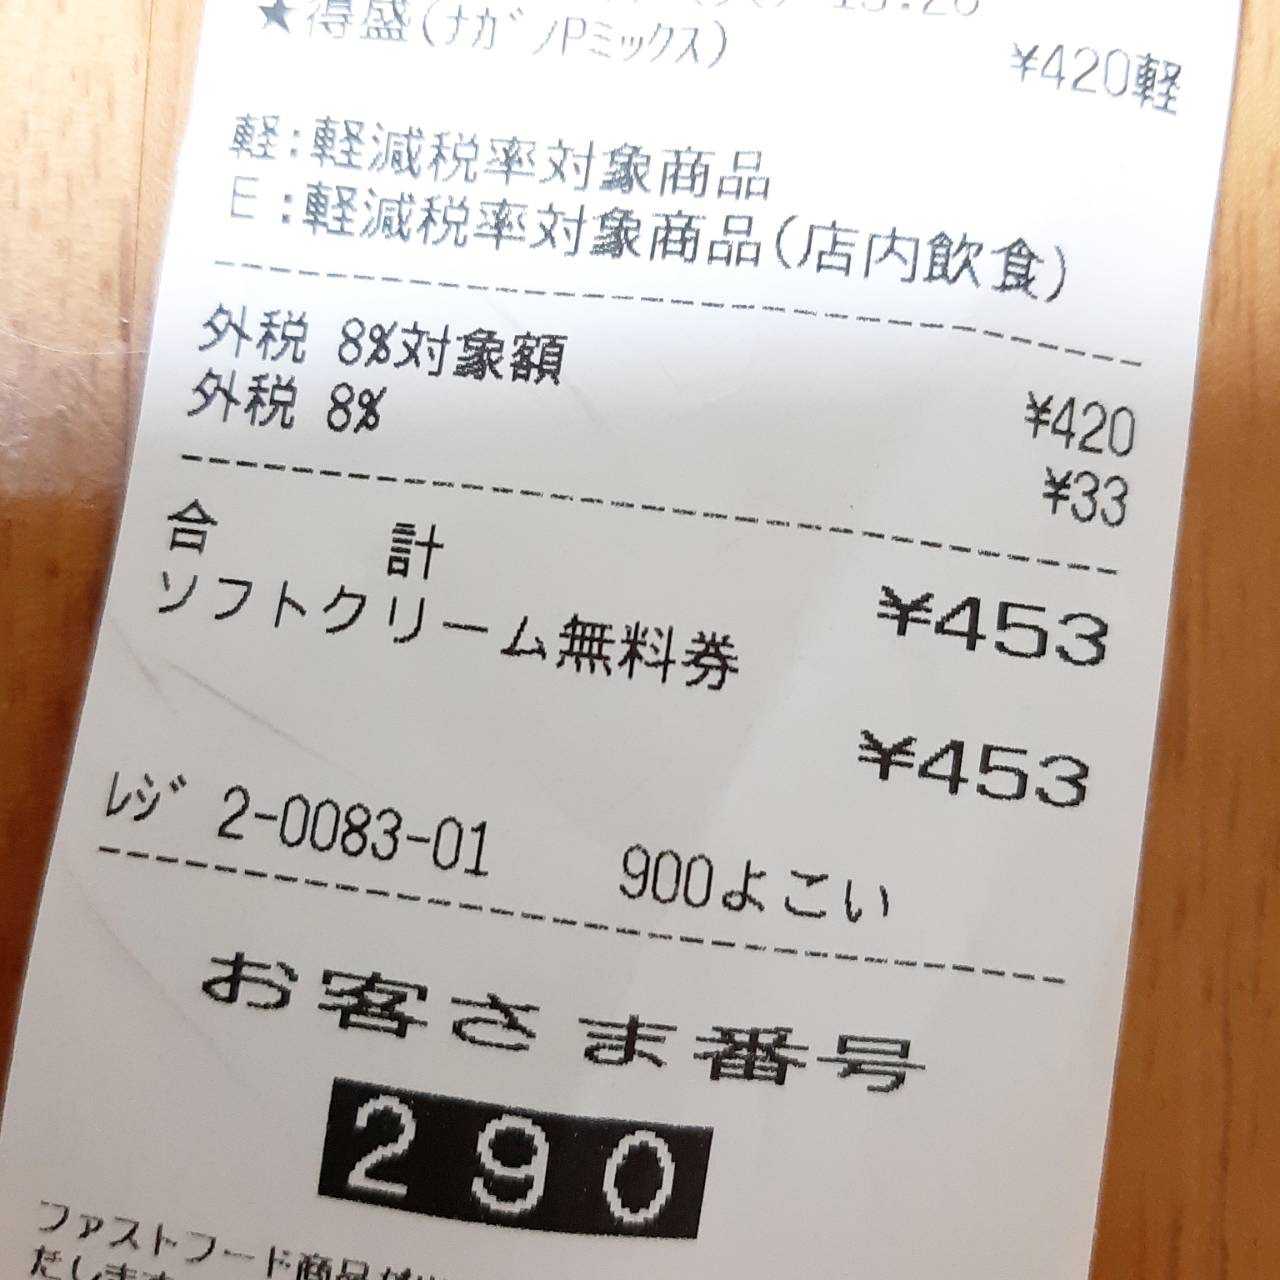 ★得盛(ナガノPミックス)
¥420軽
軽:軽減税率対象商品
E:軽減税率対象商品(店内飲食)
外税 8%対象額 ¥420
外税 8% ¥33
合 計 ¥453
ソフトクリーム無料券
¥453
レジ 2-0083-01 900よこい
お客さま番号
290
ファストフード商品
だします